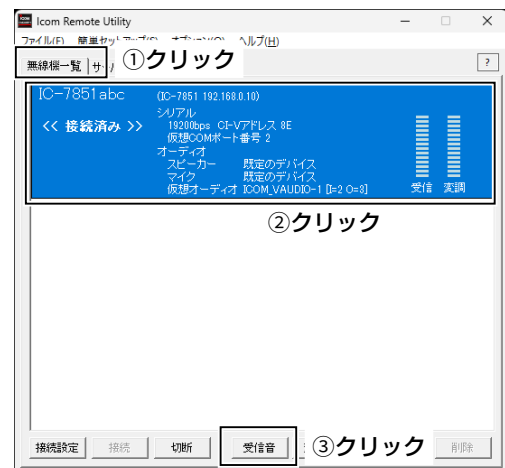 Icom Remote Utility
ヘルプ(H)
①クリック
無線機一覧
?
IC-7851abc (IC-7851 192.168.0.10)
<< 接続済み >>
シリアル
19200bps CI-Vアドレス 8E
仮想COMポート番号 2
オーディオ
スピーカー 既定のデバイス
マイク 既定のデバイス
仮想オーディオ ICOM_VAUDIO-1 [I=2 O=3]
受信 変調
②クリック
接続設定 接続 切断 受信音 ③クリック 削除